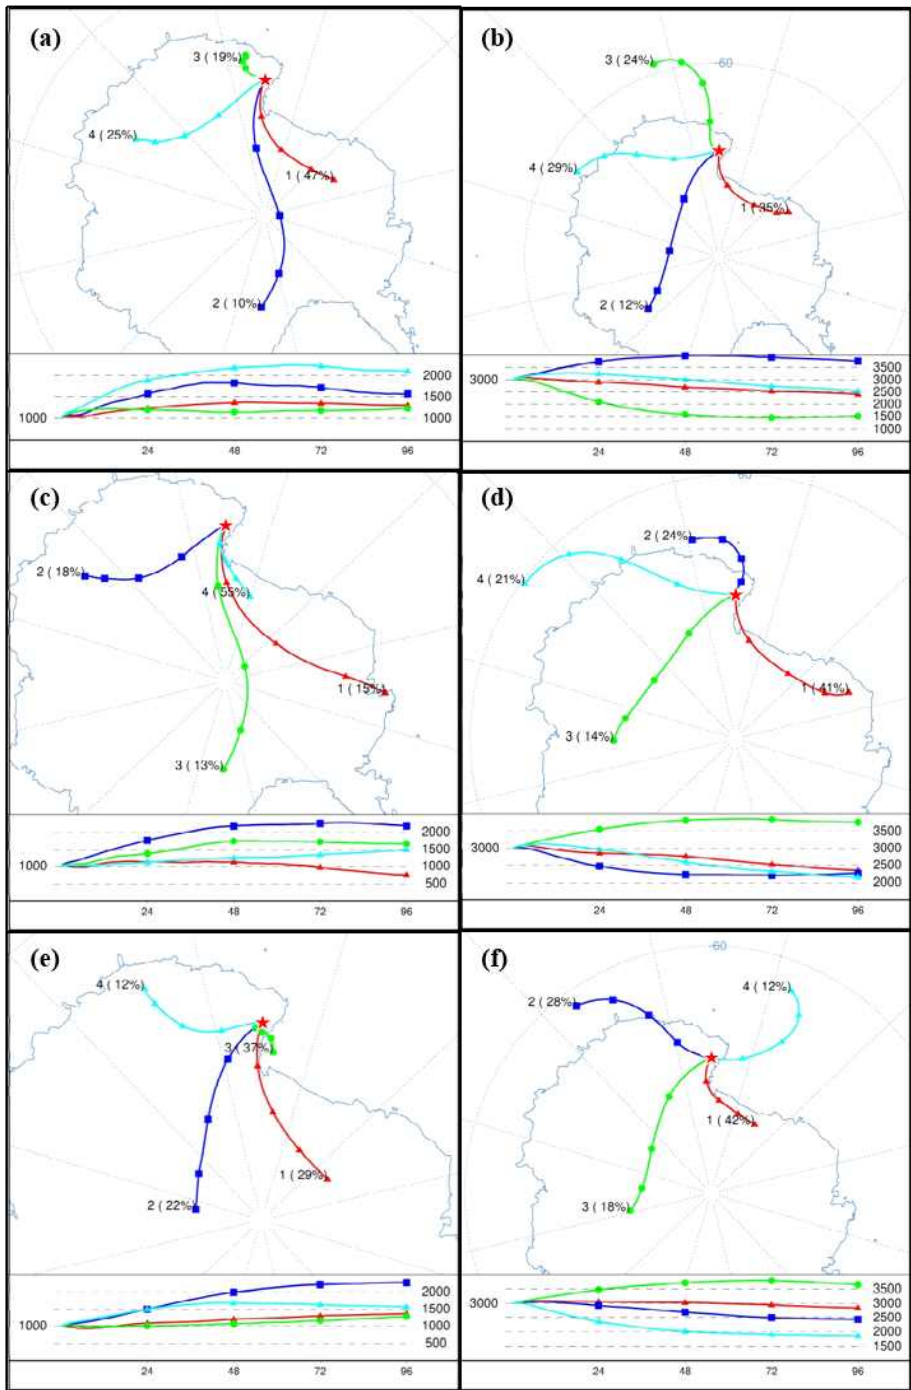 (a)
3 ( 19%)
4 ( 25%)
1 ( 47%)
2 ( 10%)
2000
1500
1000 1000
24 48 72 96
(b)
3 ( 24%)
-60
4 ( 29%)
1 ( 35%)
2 ( 12%)
3500
3000 3000
2500
2000
1500
1000
24 48 72 96
(c)
2 ( 18%)
4 ( 55%)
1 ( 15%)
3 ( 13%)
2000
1500
1000 1000
500
24 48 72 96
(d)
-60
2 ( 24%)
4 ( 21%)
1 ( 41%)
3 ( 14%)
3500
3000 3000
2500
2000
24 48 72 96
(e)
4 ( 12%)
3 ( 37%)
1 ( 29%)
2 ( 22%)
2000
1500
1000 1000
500
24 48 72 96
(f)
-60
4 ( 12%)
2 ( 28%)
1 ( 42%)
3 ( 18%)
3500
3000 3000
2500
2000
1500
24 48 72 96